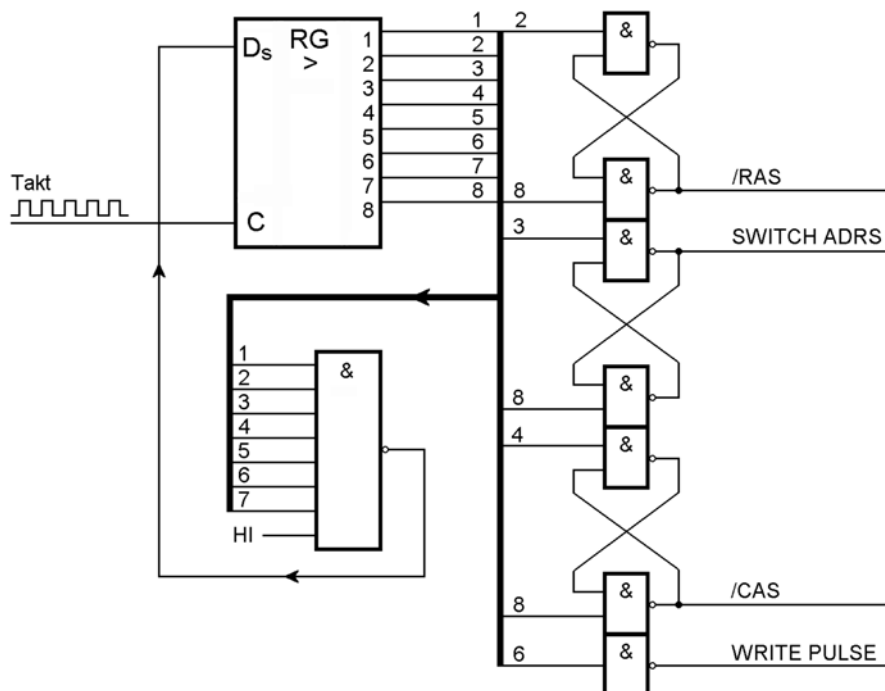 1 2 &
Ds RG 1 2
> 2 3
3 4
4 5
5 6
6 7
Takt 7 8 8 & /RAS
8
C 3 & SWITCH ADRS
1 &
2
3 8 &
4 4 &
5
6
7
HI
8 & /CAS
6 & WRITE PULSE